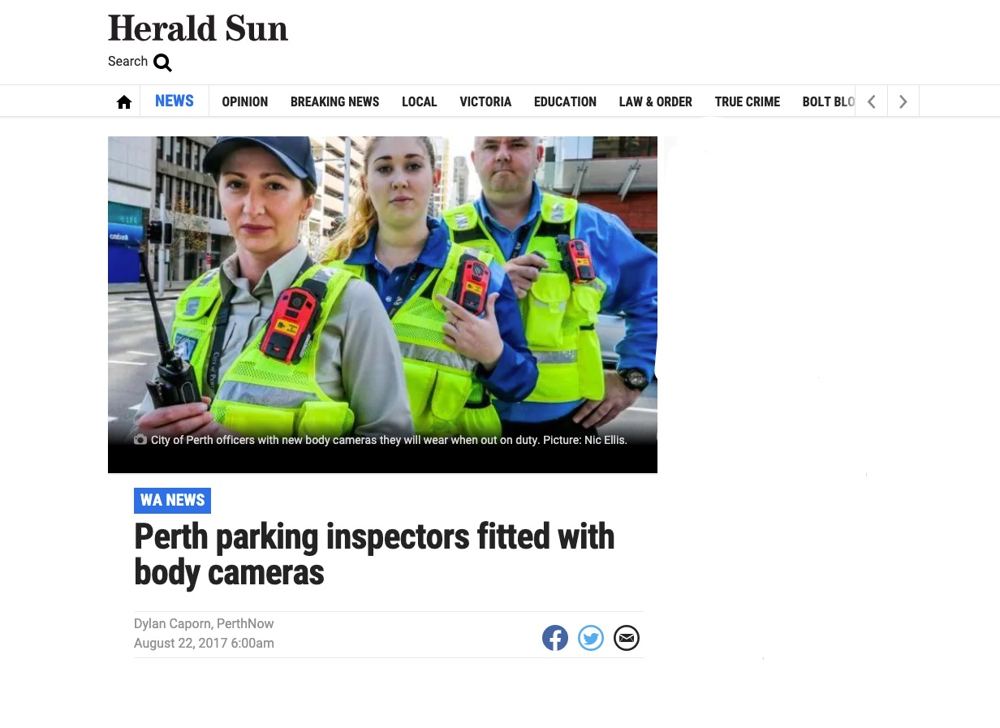 Herald Sun
Search
NEWS OPINION BREAKING NEWS LOCAL VICTORIA EDUCATION LAW & ORDER TRUE CRIME BOLT BLO
citibank
City of Perth officers with new body cameras they will wear when out on duty. Picture: Nic Ellis.
WA NEWS
Perth parking inspectors fitted with
body cameras
Dylan Caporn, PerthNow
August 22, 2017 6:00am